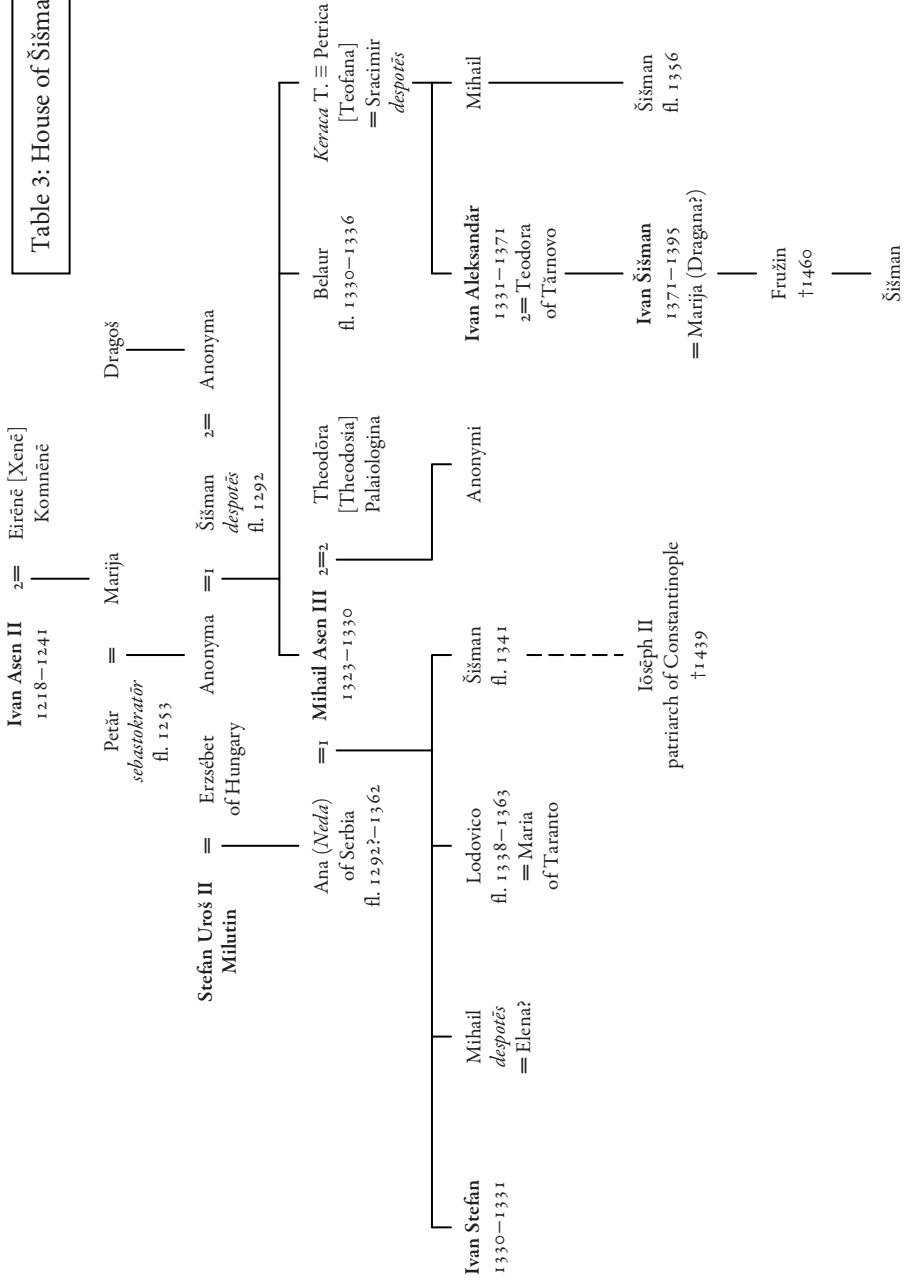 Table 3: House of Šišma
Ivan Asen II
1218–1241
2=
Eirēnē [Xenē]
Komnēnē
Petăr
sebastokratōr
fl. 1253
=
Marija
Dragoš
Stefan Uroš II
Milutin
=
Erzsébet
of Hungary
Anonyma
=1
Šišman
despotēs
fl. 1292
2=
Anonyma
Ana (Neda)
of Serbia
fl. 1292?–1362
=1
Mihail Asen III
1323–1330
2=2
Theodōra
[Theodosia]
Palaiologina
Belaur
fl. 1330–1336
Keraca T. ≡ Petrica
[Teofana]
= Sracimir
despotēs
Ivan Stefan
1330–1331
Mihail
despotēs
= Elena?
Lodovico
fl. 1338–1363
= Maria
of Taranto
Šišman
fl. 1341
Anonymi
Ivan Aleksandăr
1331–1371
2= Teodora
of Tărnovo
Mihail
Iōsēph II
patriarch of Constantinople
†1439
Ivan Šišman
1371–1395
= Marija (Dragana?)
Šišman
fl. 1356
Fružin
†1460
Šišman